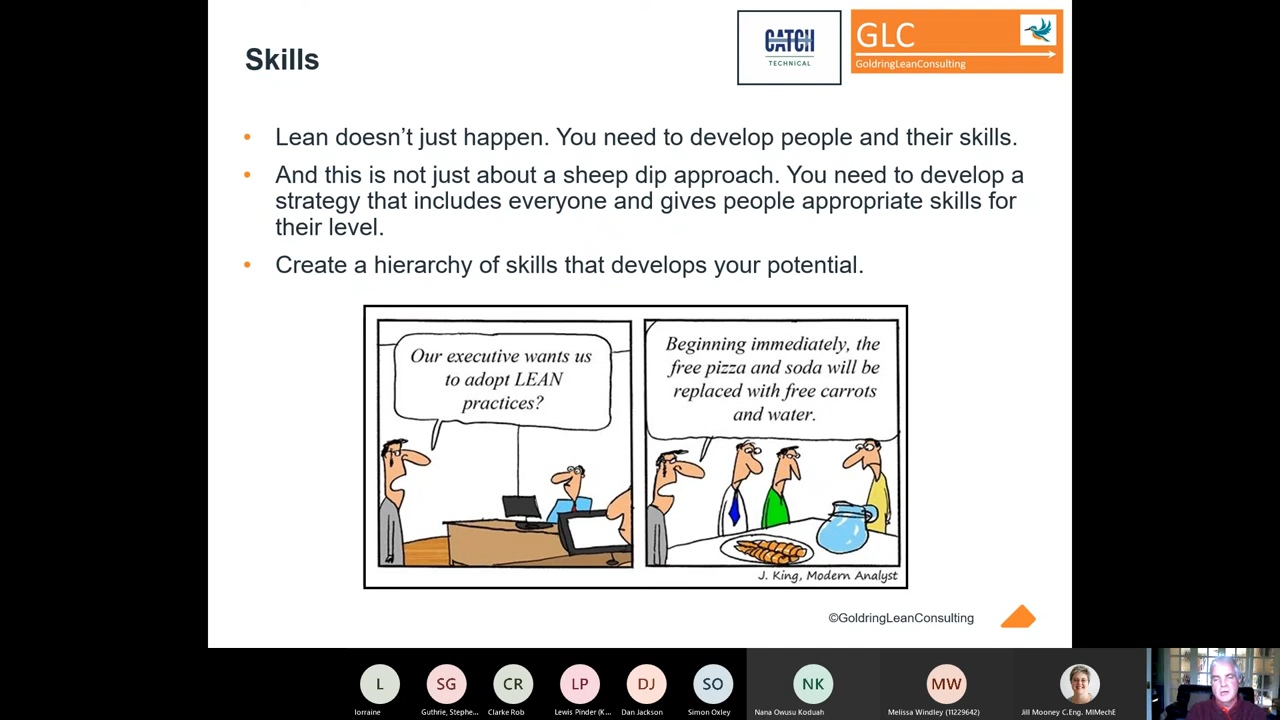 Skills
CATCH
TECHNICAL
GLC
GoldringLeanConsulting
• Lean doesn’t just happen. You need to develop people and their skills.
• And this is not just about a sheep dip approach. You need to develop a
strategy that includes everyone and gives people appropriate skills for
their level.
• Create a hierarchy of skills that develops your potential.
Our executive wants us
to adopt LEAN
practices?
Beginning immediately, the
free pizza and soda will be
replaced with free carrots
and water.
J. King, Modern Analyst
©GoldringLeanConsulting
L
SG
CR
LP
DJ
SO
NK
MW
lorraine
Guthrie, Stephe...
Clarke Rob
Lewis Pinder (K...
Dan Jackson
Simon Oxley
Nana Owusu Koduah
Melissa Windley (11229642)
Jill Mooney C.Eng, MIMechE